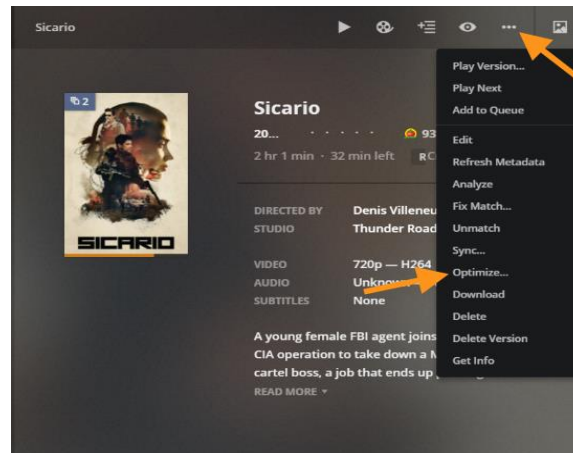 Sicario
2
SICARIO
Sicario
20... · · · · · 93
2 hr 1 min · 32 min left R
DIRECTED BY Denis Villeneu
STUDIO Thunder Road
VIDEO 720p — H264
AUDIO Unknown
SUBTITLES None
A young female FBI agent joins
CIA operation to take down a M
cartel boss, a job that ends up
READ MORE
Play Version...
Play Next
Add to Queue
Edit
Refresh Metadata
Analyze
Fix Match...
Unmatch
Sync...
Optimize...
Download
Delete
Delete Version
Get Info